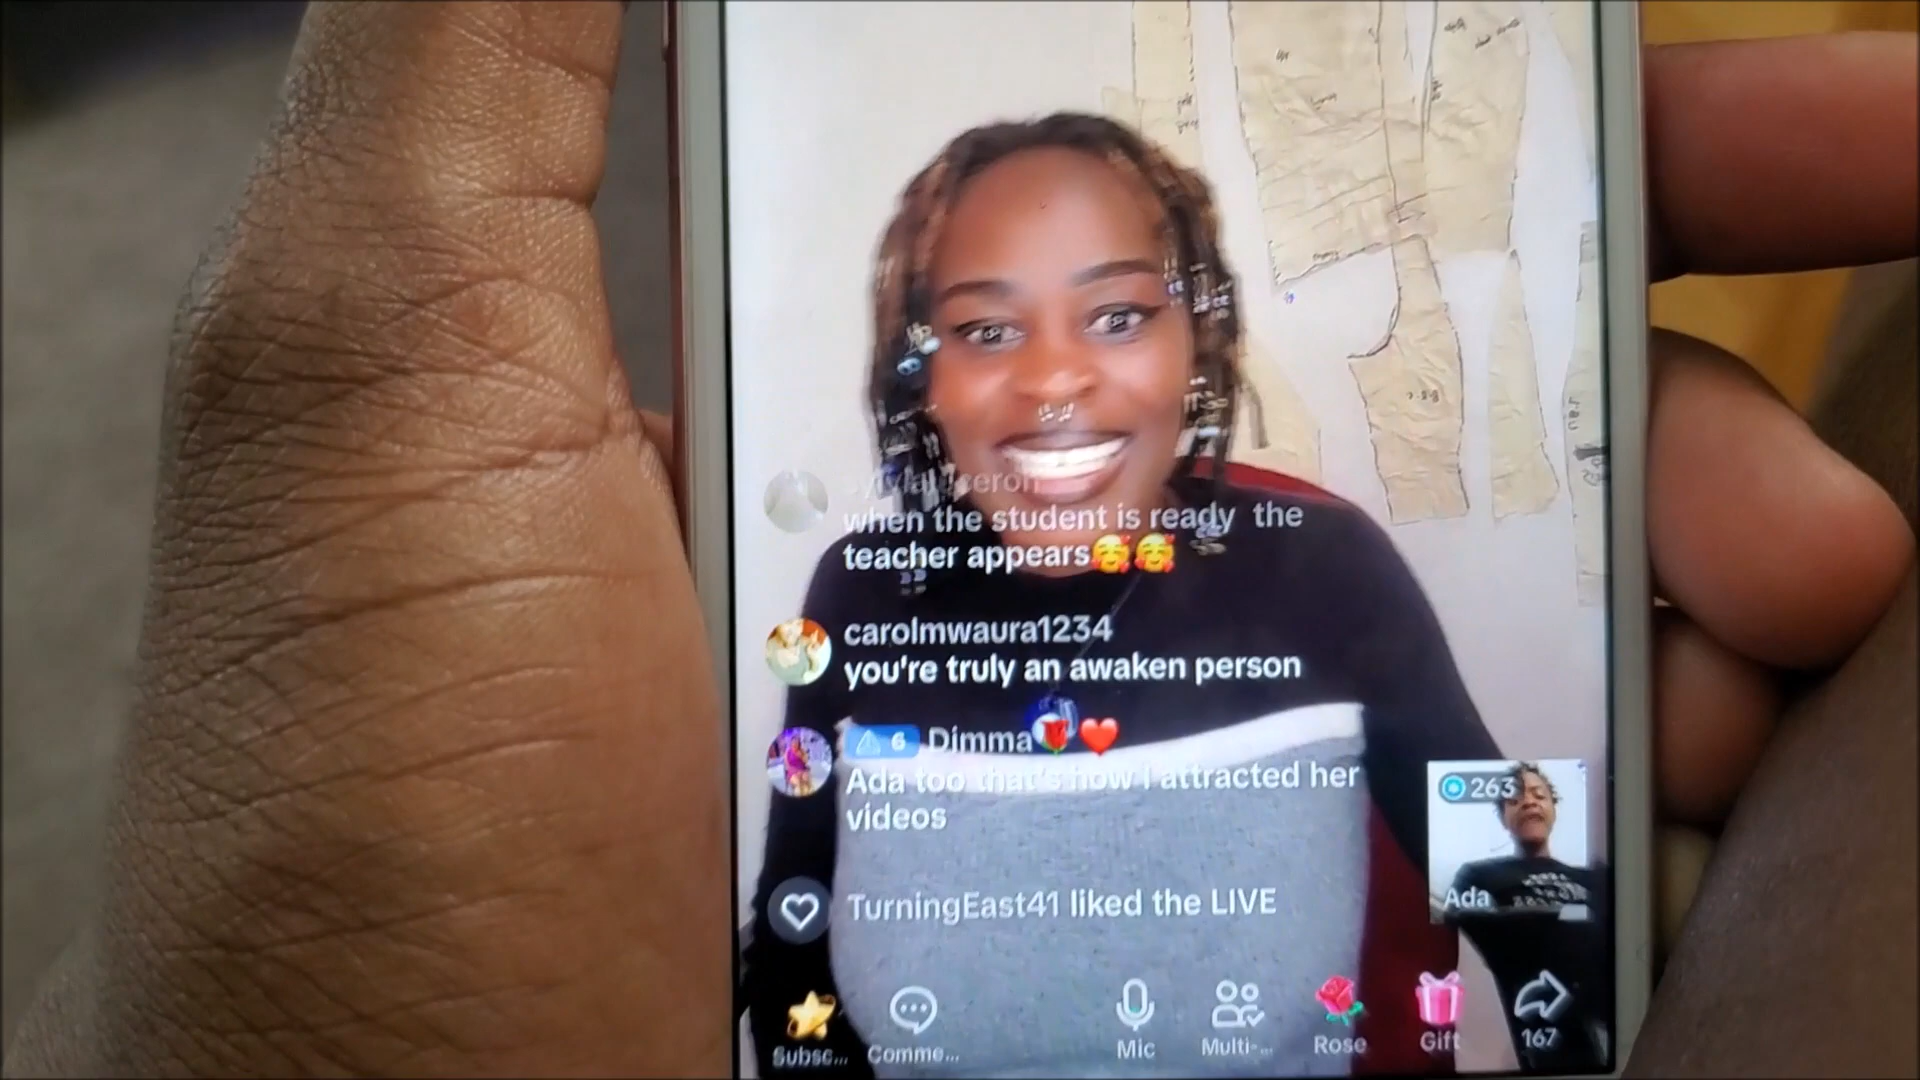 when the student is ready the
teacher appears🥰🥰
carolmwaura1234
you're truly an awaken person
6 Dimma🌹❤️
Ada too that's how I attracted her
videos
TurningEast41 liked the LIVE
263
Ada
Subsc...
Comme...
Mic
Multi-...
Rose
Gift
167